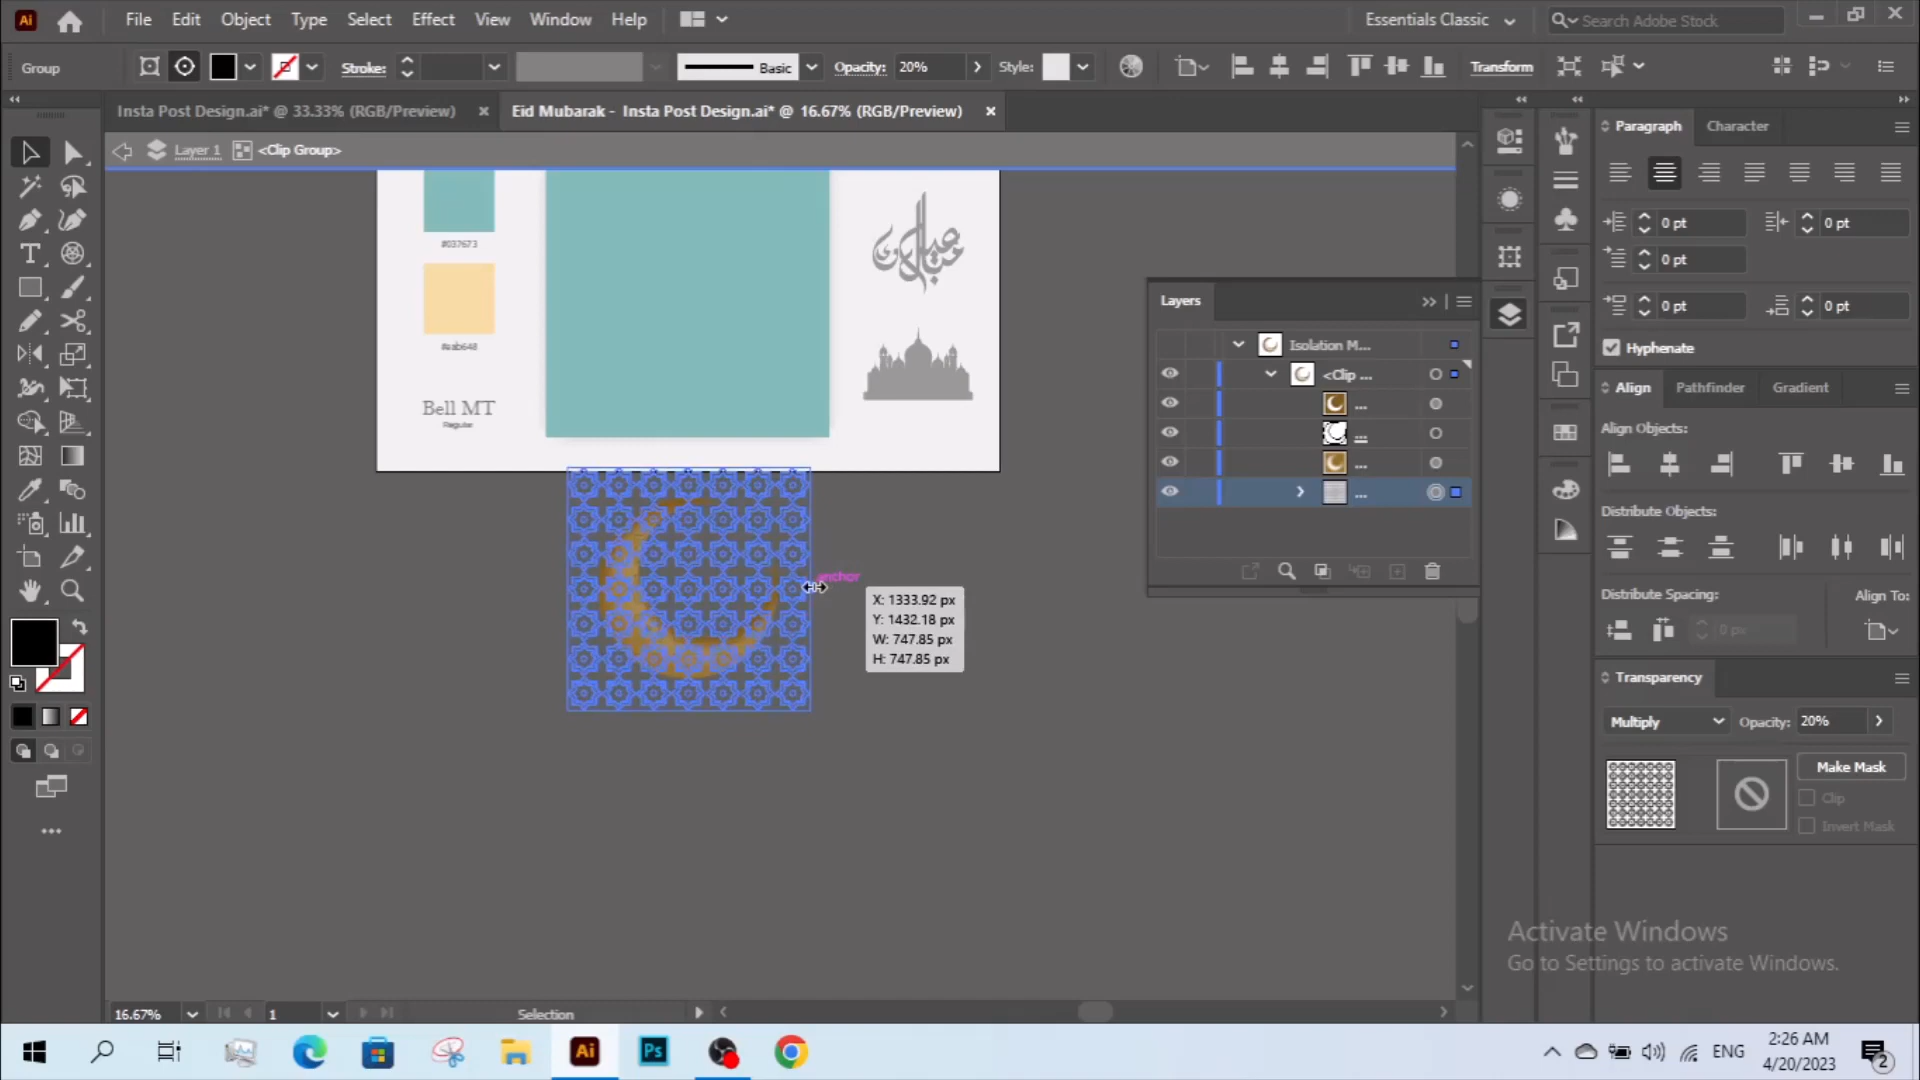 Ai File Edit Object Type Select Effect View Window Help Essentials Classic Search Adobe Stock
Group Stroke: Basic Opacity: 20% Style: Transform
Insta Post Design.ai* @ 33.33% (RGB/Preview) Eid Mubarak - Insta Post Design.ai* @ 16.67% (RGB/Preview)
Layer 1 <Clip Group>
Paragraph Character
0 pt 0 pt
0 pt
0 pt 0 pt
Hyphenate
#037673
#eab648
Bell MT
Regular
Layers
Isolation M...
<Clip ...
...
...
...
...
Align Pathfinder Gradient
Align Objects:
Distribute Objects:
Distribute Spacing: Align To:
0 px
anchor
X: 1333.92 px
Y: 1432.18 px
W: 747.85 px
H: 747.85 px
Transparency
Multiply Opacity: 20%
Make Mask
Clip
Invert Mask
Activate Windows
Go to Settings to activate Windows.
16.67% 1 Selection
Ai Ps ENG 2:26 AM
4/20/2023 2